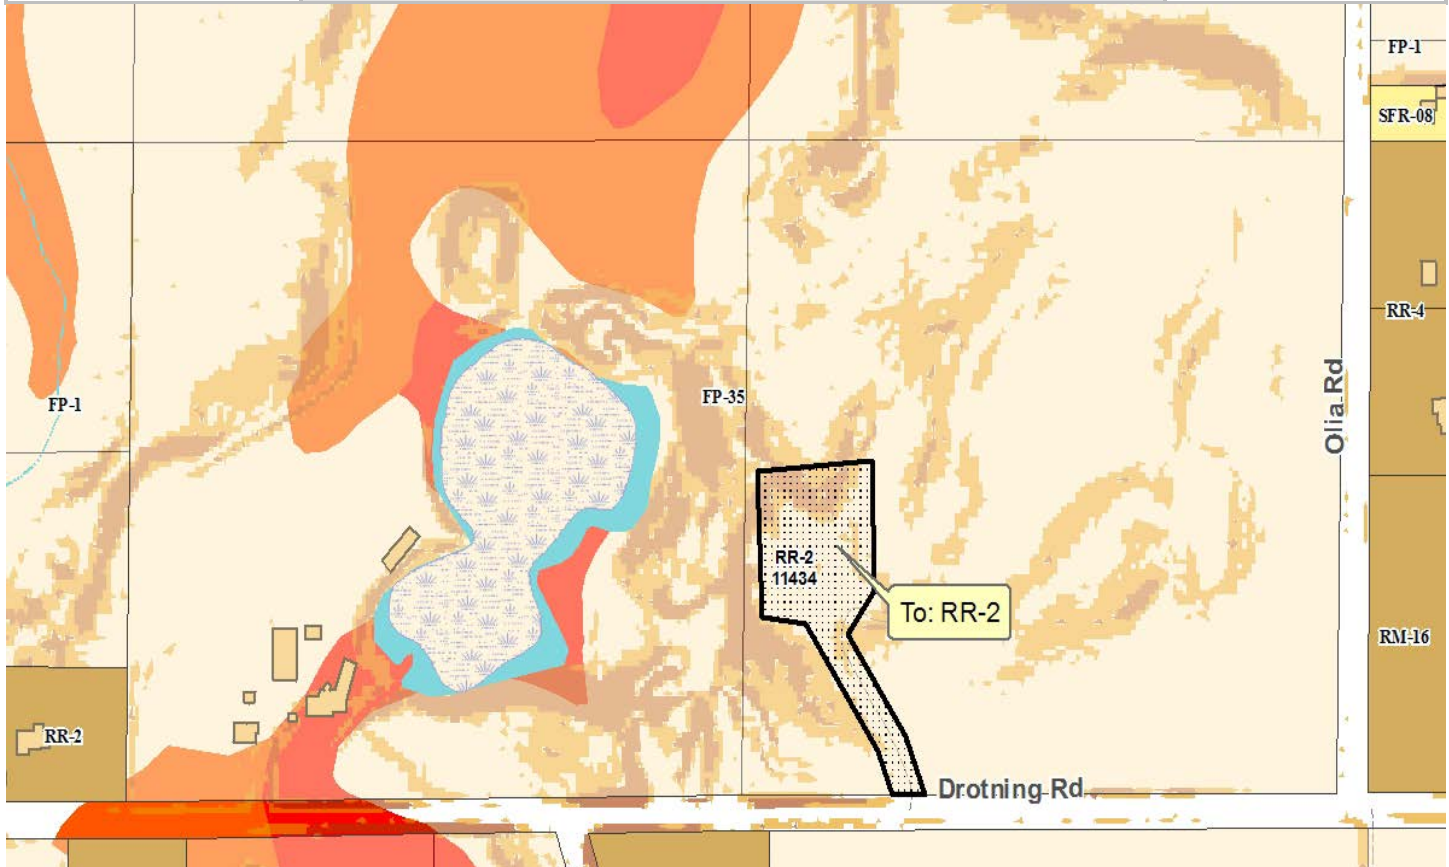 FP-1
SFR-08
RR-4
Olia Rd
FP-35
FP-1
RR-2
11434
To: RR-2
RM-16
RR-2
Drotning Rd